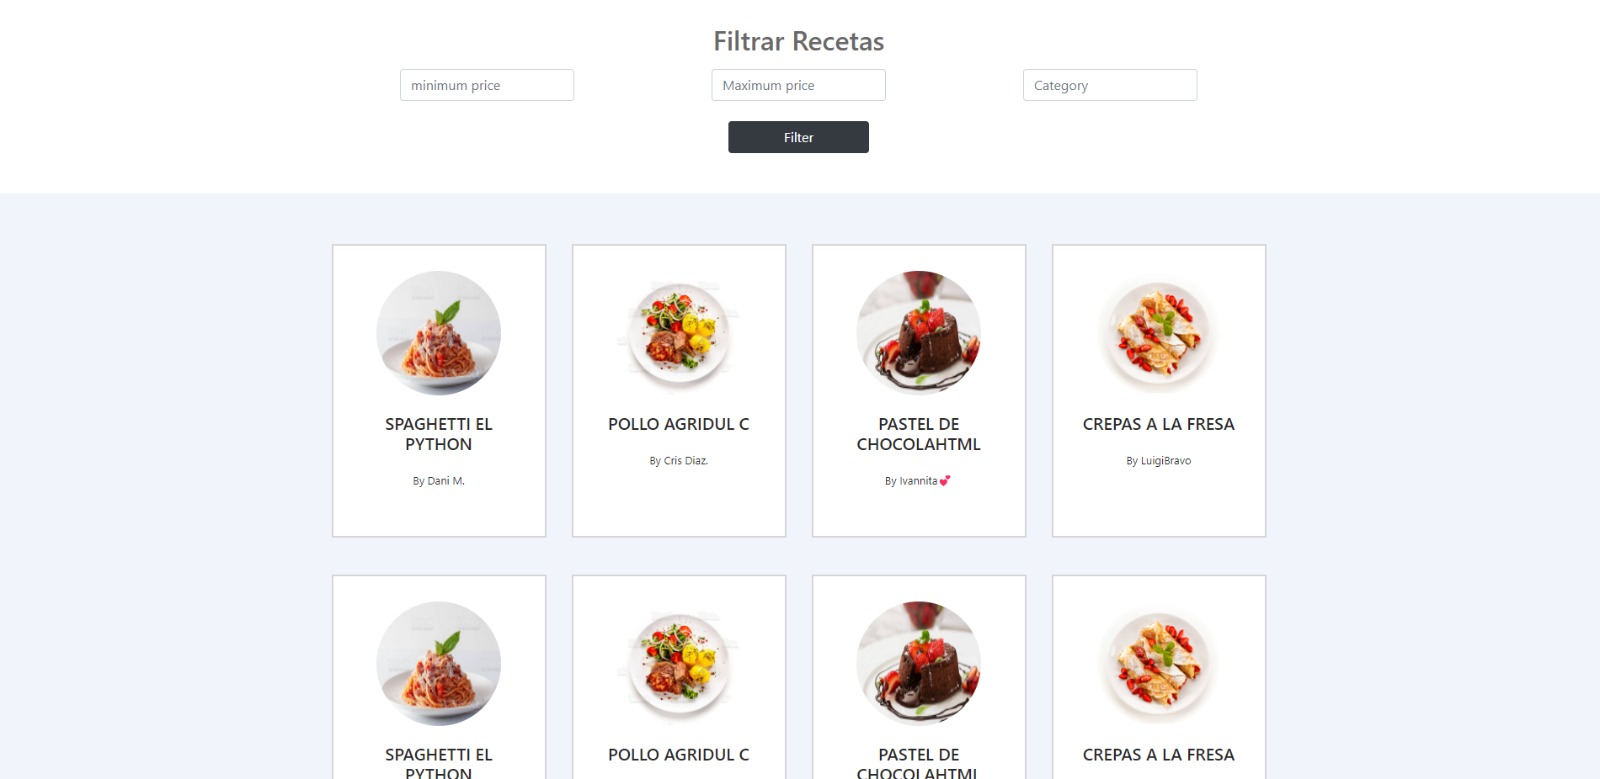 Filtrar Recetas
minimum price
Maximum price
Category
Filter
SPAGHETTI EL
PYTHON
By Dani M.
POLLO AGRIDUL C
By Cris Diaz.
PASTEL DE
CHOCOLAHTML
By Ivannita💕
CREPAS A LA FRESA
By LuigiBravo
SPAGHETTI EL
PYTHON
POLLO AGRIDUL C
PASTEL DE
CHOCOLAHTML
CREPAS A LA FRESA